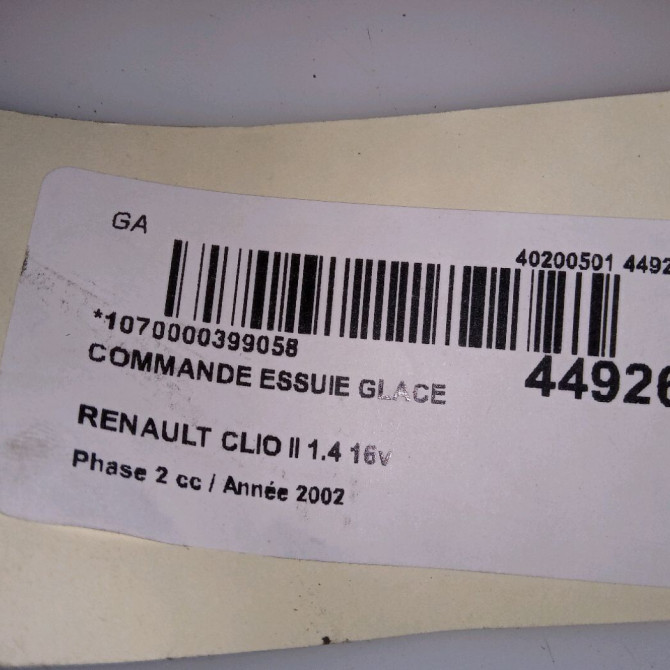 GA
40200501 4492
*1070000399058
COMMANDE ESSUIE GLACE
44926
RENAULT CLIO II 1.4 16v
Phase 2 cc / Année 2002